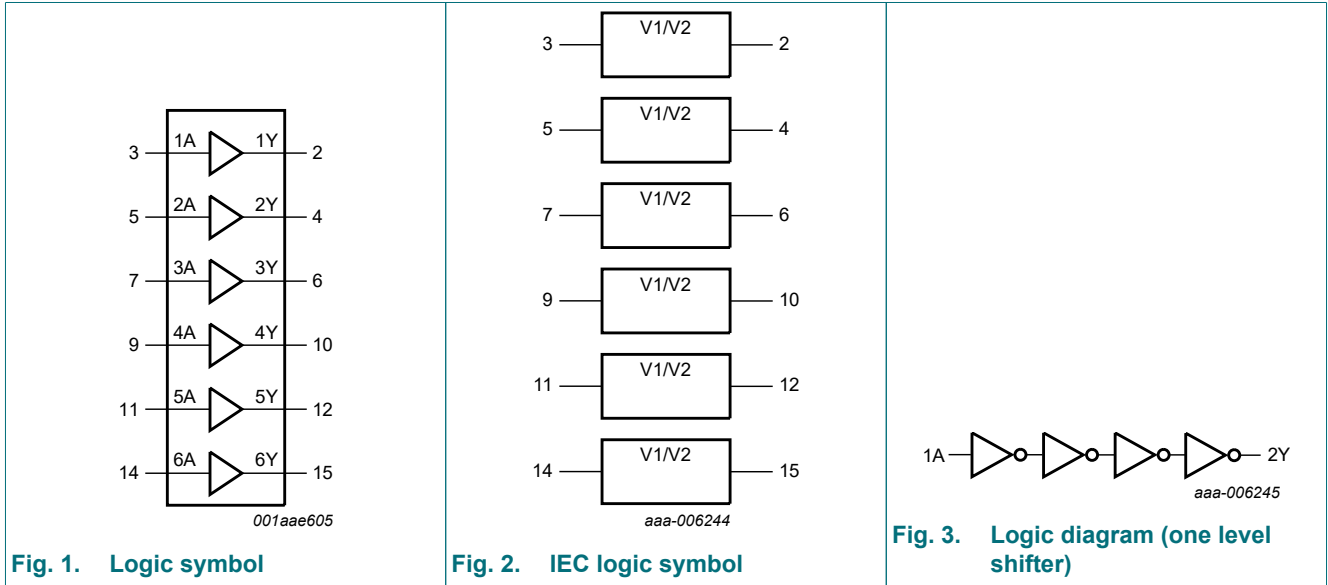 3 1A 1Y 2
5 2A 2Y 4
7 3A 3Y 6
9 4A 4Y 10
11 5A 5Y 12
14 6A 6Y 15
001aae605
Fig. 1. Logic symbol
3 V1/V2 2
5 V1/V2 4
7 V1/V2 6
9 V1/V2 10
11 V1/V2 12
14 V1/V2 15
aaa-006244
Fig. 2. IEC logic symbol
1A 2Y
aaa-006245
Fig. 3. Logic diagram (one level
shifter)